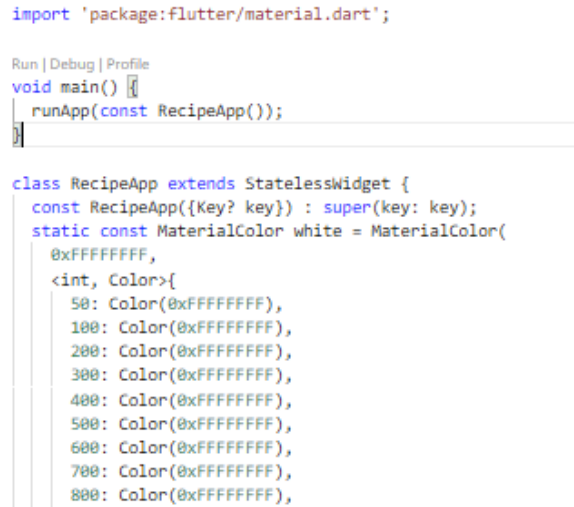 import 'package:flutter/material.dart';
Run | Debug | Profile
void main() {
  runApp(const RecipeApp());
}
class RecipeApp extends StatelessWidget {
  const RecipeApp({Key? key}) : super(key: key);
  static const MaterialColor white = MaterialColor(
    0xFFFFFFFF,
    <int, Color>{
      50: Color(0xFFFFFFFF),
      100: Color(0xFFFFFFFF),
      200: Color(0xFFFFFFFF),
      300: Color(0xFFFFFFFF),
      400: Color(0xFFFFFFFF),
      500: Color(0xFFFFFFFF),
      600: Color(0xFFFFFFFF),
      700: Color(0xFFFFFFFF),
      800: Color(0xFFFFFFFF),